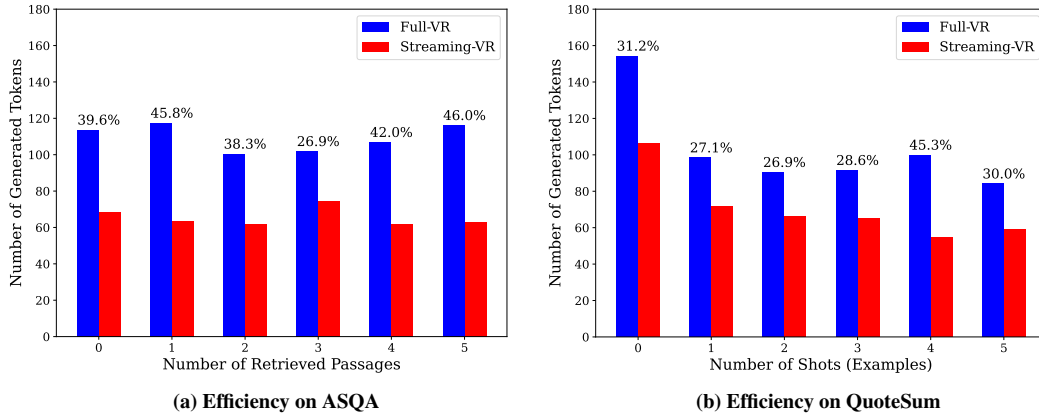 180
160
140
120
100
80
60
40
20
0
Number of Generated Tokens
Full-VR
Streaming-VR
39.6%
45.8%
38.3%
26.9%
42.0%
46.0%
0 1 2 3 4 5
Number of Retrieved Passages
(a) Efficiency on ASQA
180
160
140
120
100
80
60
40
20
0
Number of Generated Tokens
Full-VR
Streaming-VR
31.2%
27.1%
26.9%
28.6%
45.3%
30.0%
0 1 2 3 4 5
Number of Shots (Examples)
(b) Efficiency on QuoteSum